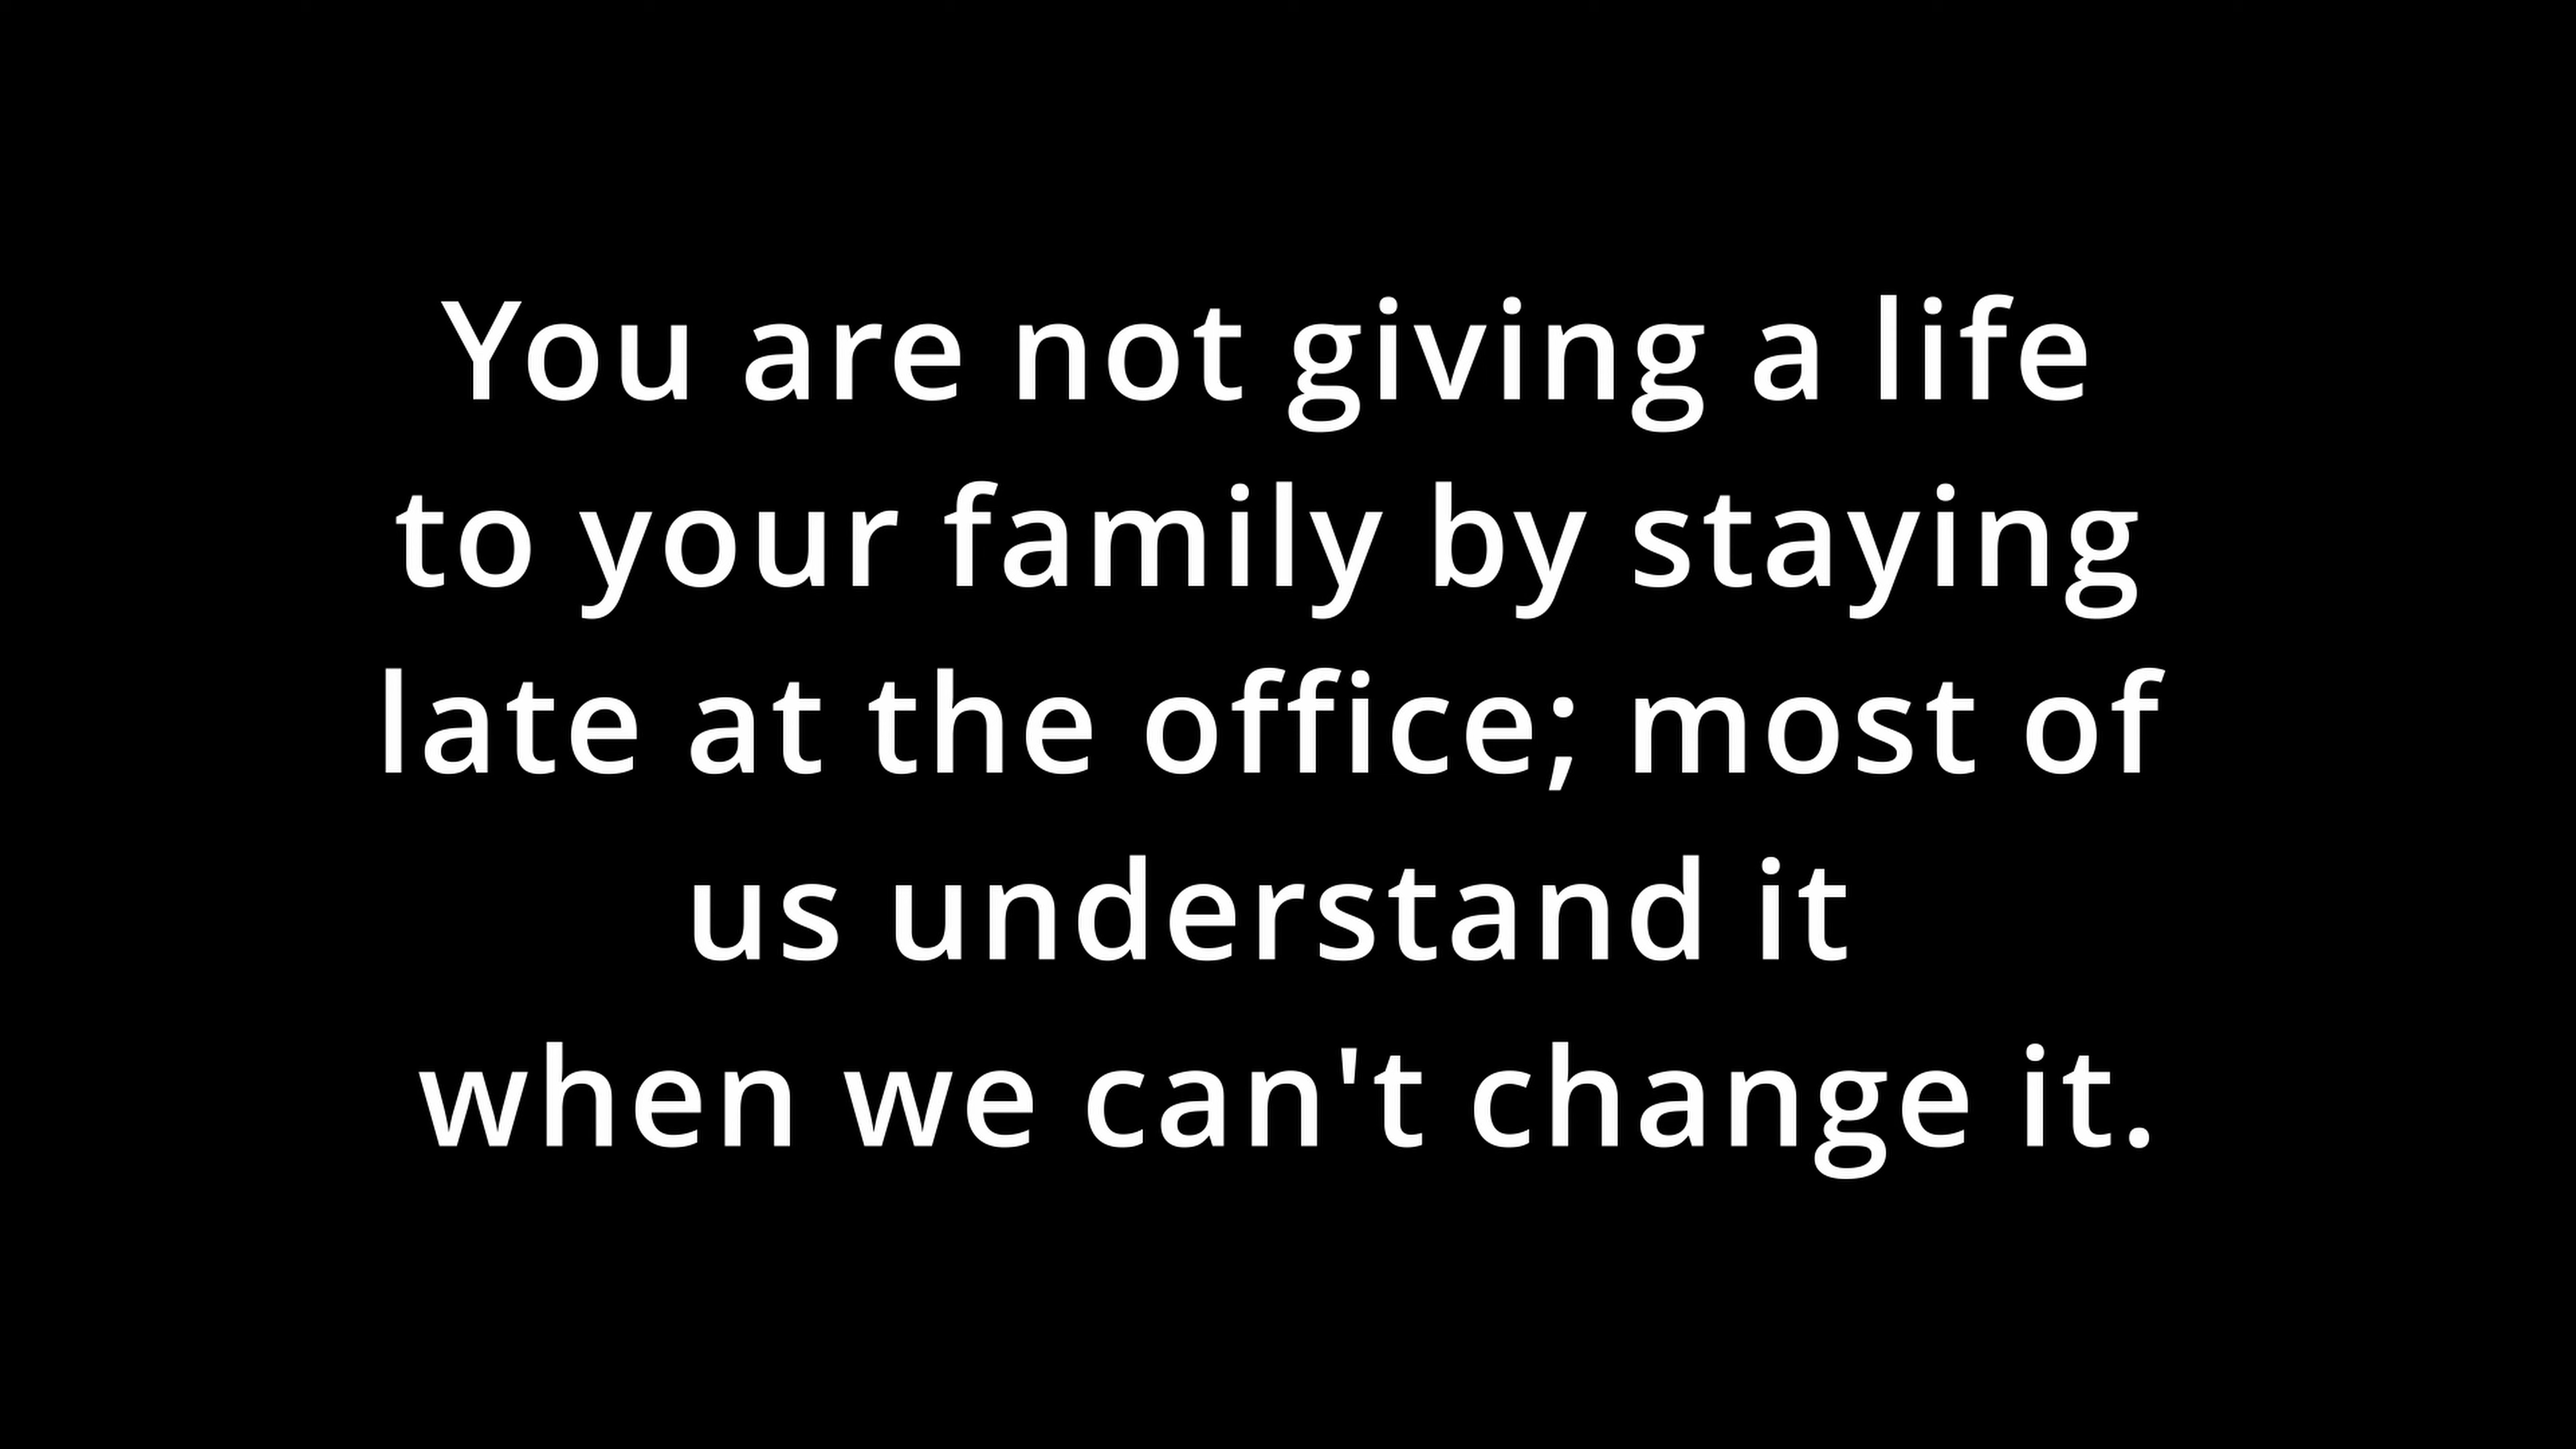 You are not giving a life
to your family by staying
late at the office; most of
us understand it
when we can't change it.